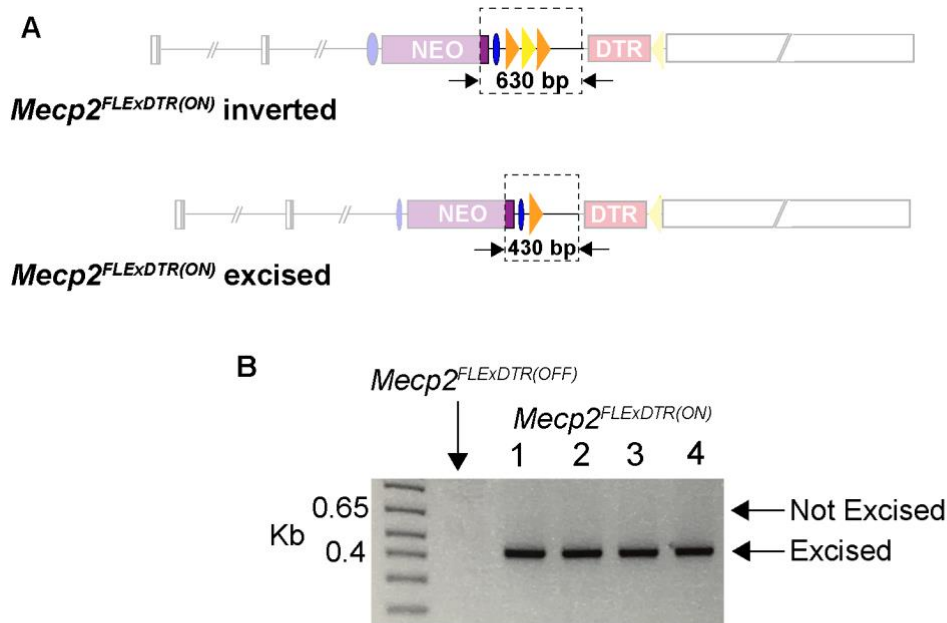 A
NEO
DTR
630 bp
Mecp2FLExDTR(ON) inverted
NEO
DTR
430 bp
Mecp2FLExDTR(ON) excised
B
Mecp2FLExDTR(OFF)
Mecp2FLExDTR(ON)
1 2 3 4
0.65
Kb
0.4
Not Excised
Excised